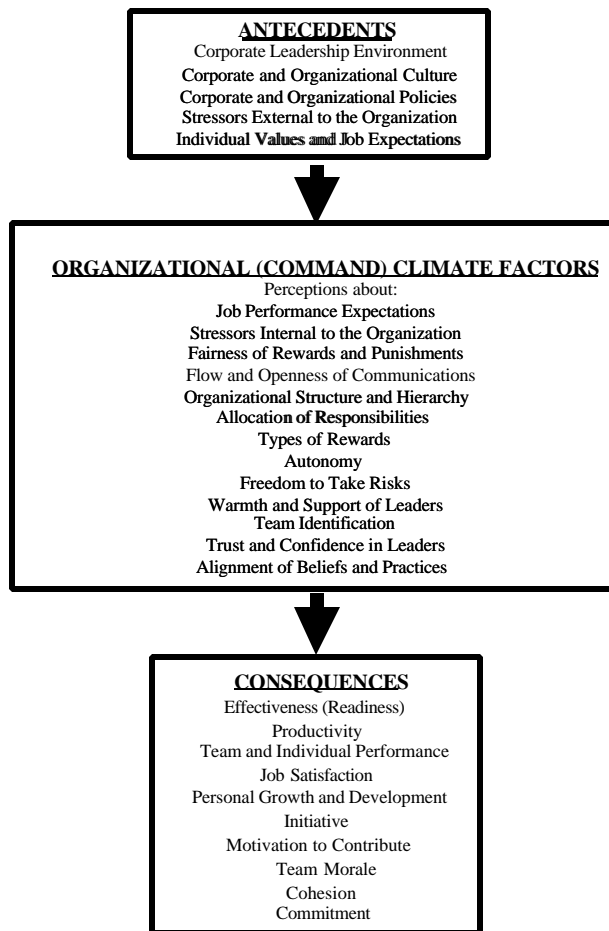 ANTECEDENTS
Corporate Leadership Environment
Corporate and Organizational Culture
Corporate and Organizational Policies
Stressors External to the Organization
Individual Values and Job Expectations
ORGANIZATIONAL (COMMAND) CLIMATE FACTORS
Perceptions about:
Job Performance Expectations
Stressors Internal to the Organization
Fairness of Rewards and Punishments
Flow and Openness of Communications
Organizational Structure and Hierarchy
Allocation of Responsibilities
Types of Rewards
Autonomy
Freedom to Take Risks
Warmth and Support of Leaders
Team Identification
Trust and Confidence in Leaders
Alignment of Beliefs and Practices
CONSEQUENCES
Effectiveness (Readiness)
Productivity
Team and Individual Performance
Job Satisfaction
Personal Growth and Development
Initiative
Motivation to Contribute
Team Morale
Cohesion
Commitment